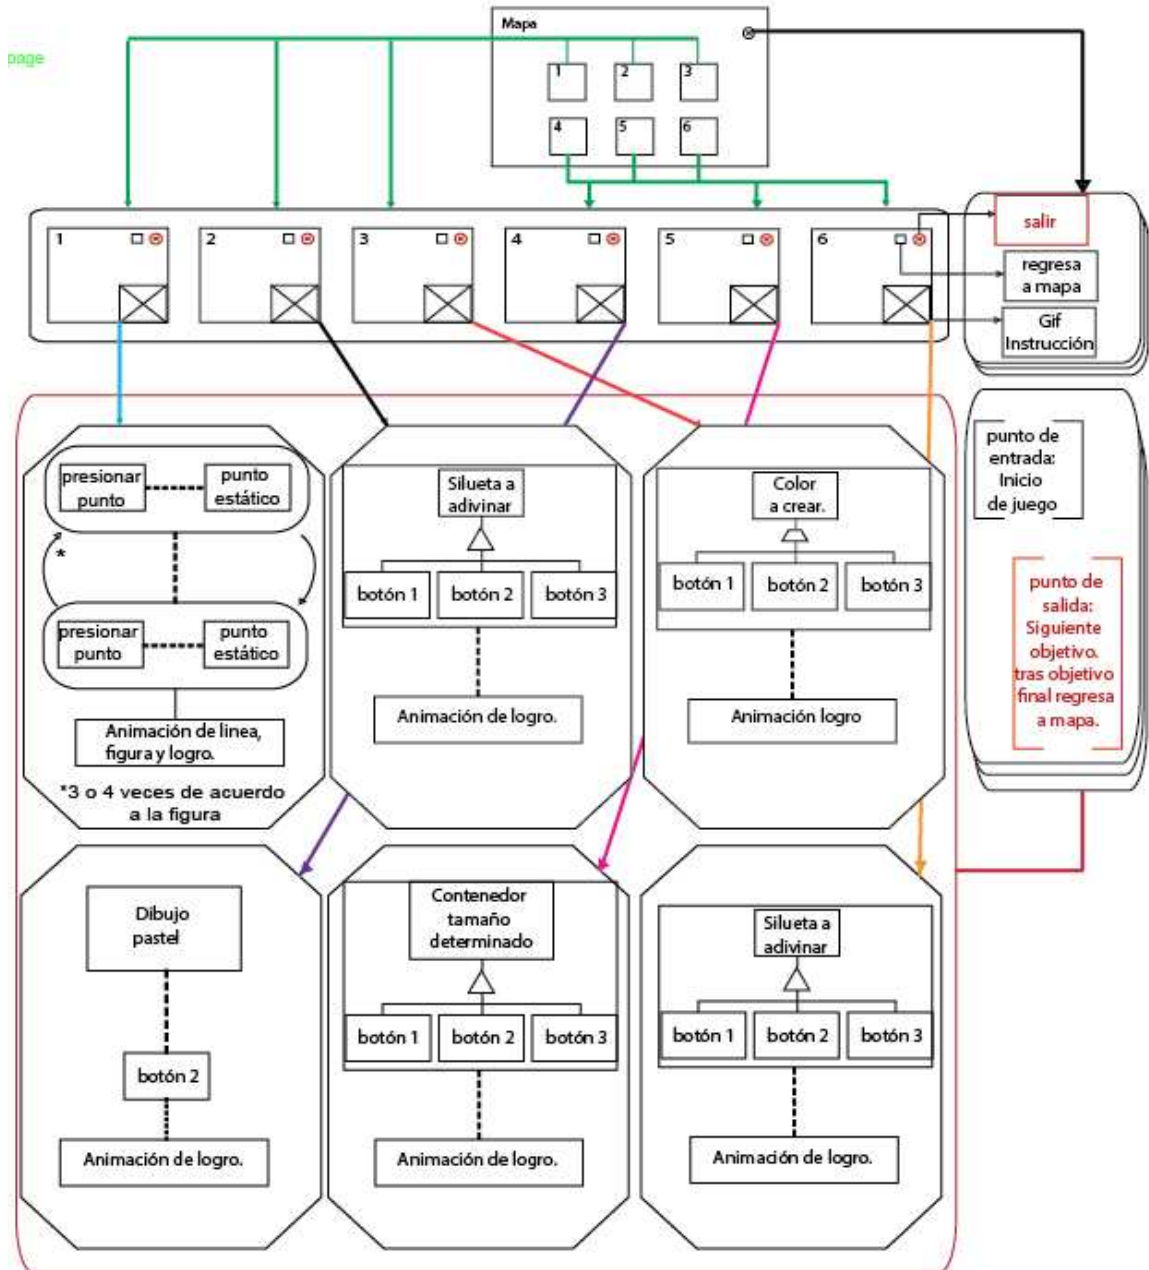 page
Mapa
1
2
3
4
5
6
1
2
3
4
5
6
salir
regresa
a mapa
Gif
Instrucción
presionar
punto
punto
estático
*
presionar
punto
punto
estático
Animación de linea,
figura y logro.
*3 o 4 veces de acuerdo
a la figura
Silueta a
adivinar
botón 1
botón 2
botón 3
Animación de logro.
Color
a crear.
botón 1
botón 2
botón 3
Animación logro
punto de
entrada:
Inicio
de juego
punto de
salida:
Siguiente
objetivo.
tras objetivo
final regresa
a mapa.
Dibujo
pastel
botón 2
Animación de logro.
Contenedor
tamaño
determinado
botón 1
botón 2
botón 3
Animación de logro.
Silueta a
adivinar
botón 1
botón 2
botón 3
Animación de logro.